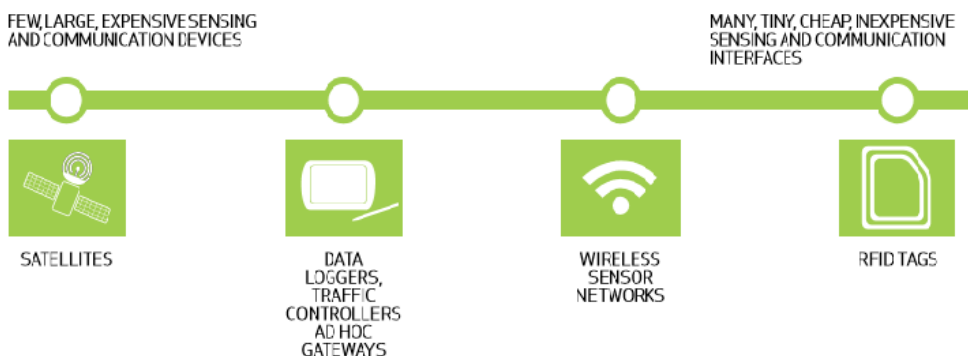 FEW, LARGE, EXPENSIVE SENSING
AND COMMUNICATION DEVICES
MANY, TINY, CHEAP, INEXPENSIVE
SENSING AND COMMUNICATION
INTERFACES
SATELLITES
DATA
LOGGERS,
TRAFFIC
CONTROLLERS
AD HOC
GATEWAYS
WIRELESS
SENSOR
NETWORKS
RFID TAGS